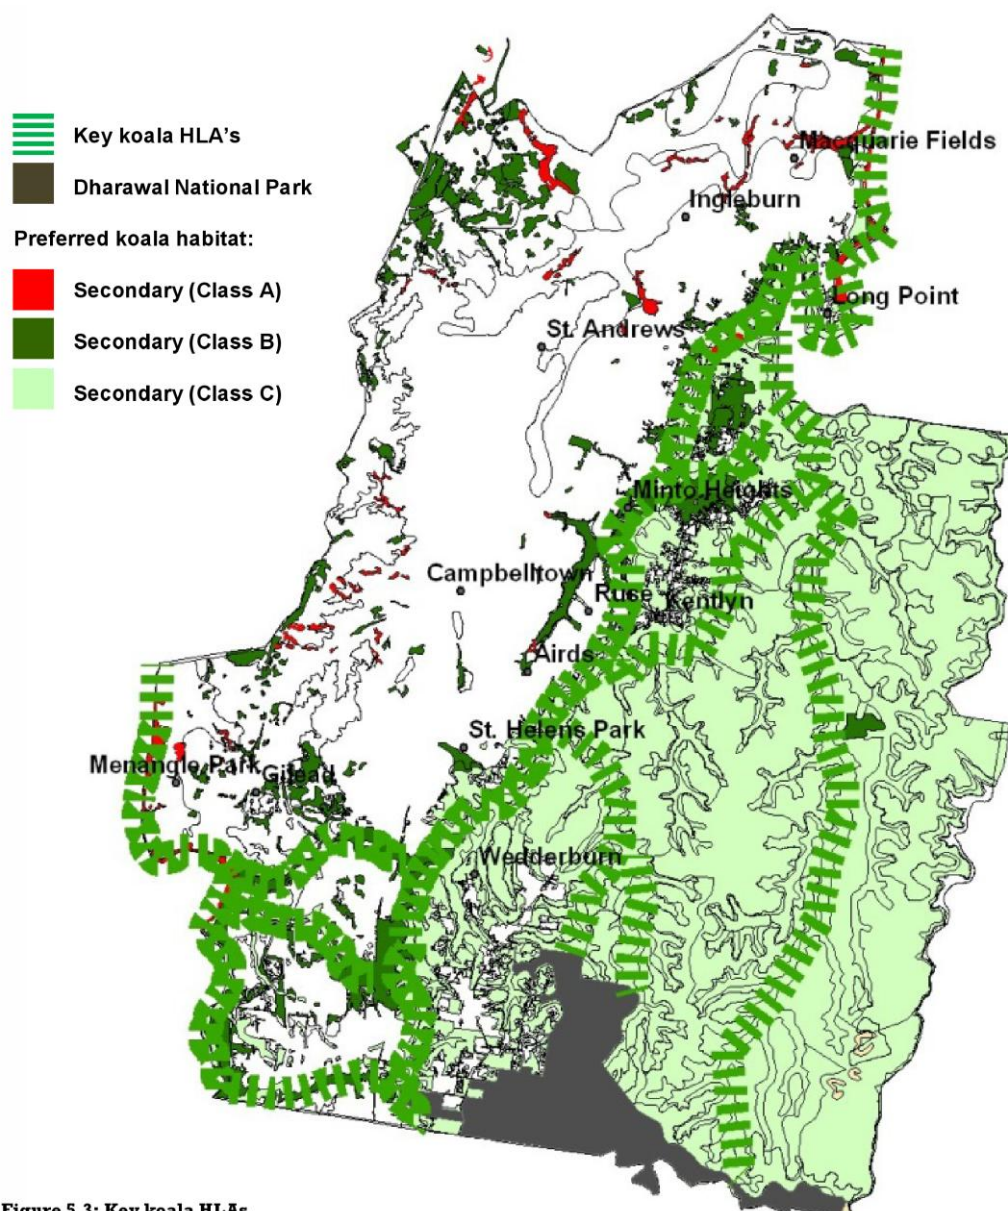 Key koala HLA's
Dharawal National Park
Preferred koala habitat:
Secondary (Class A)
Secondary (Class B)
Secondary (Class C)
Macquarie Fields
Ingleburn
Long Point
St. Andrews
Minto Heights
Campbelltown
Ruse
Kentlyn
Airds
St. Helens Park
Menangle Park
Gilead
Wedderburn
Figure 5.3: Key koala HLAs